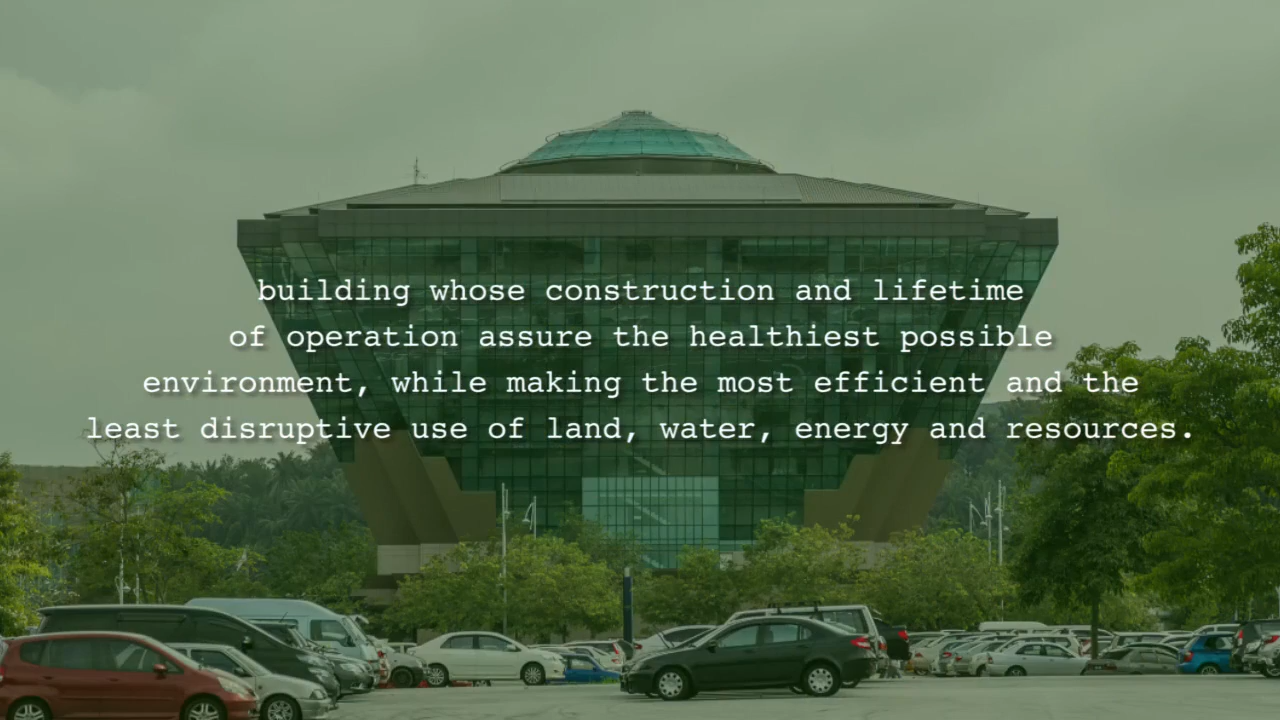 building whose construction and lifetime
of operation assure the healthiest possible
environment, while making the most efficient and the
least disruptive use of land, water, energy and resources.